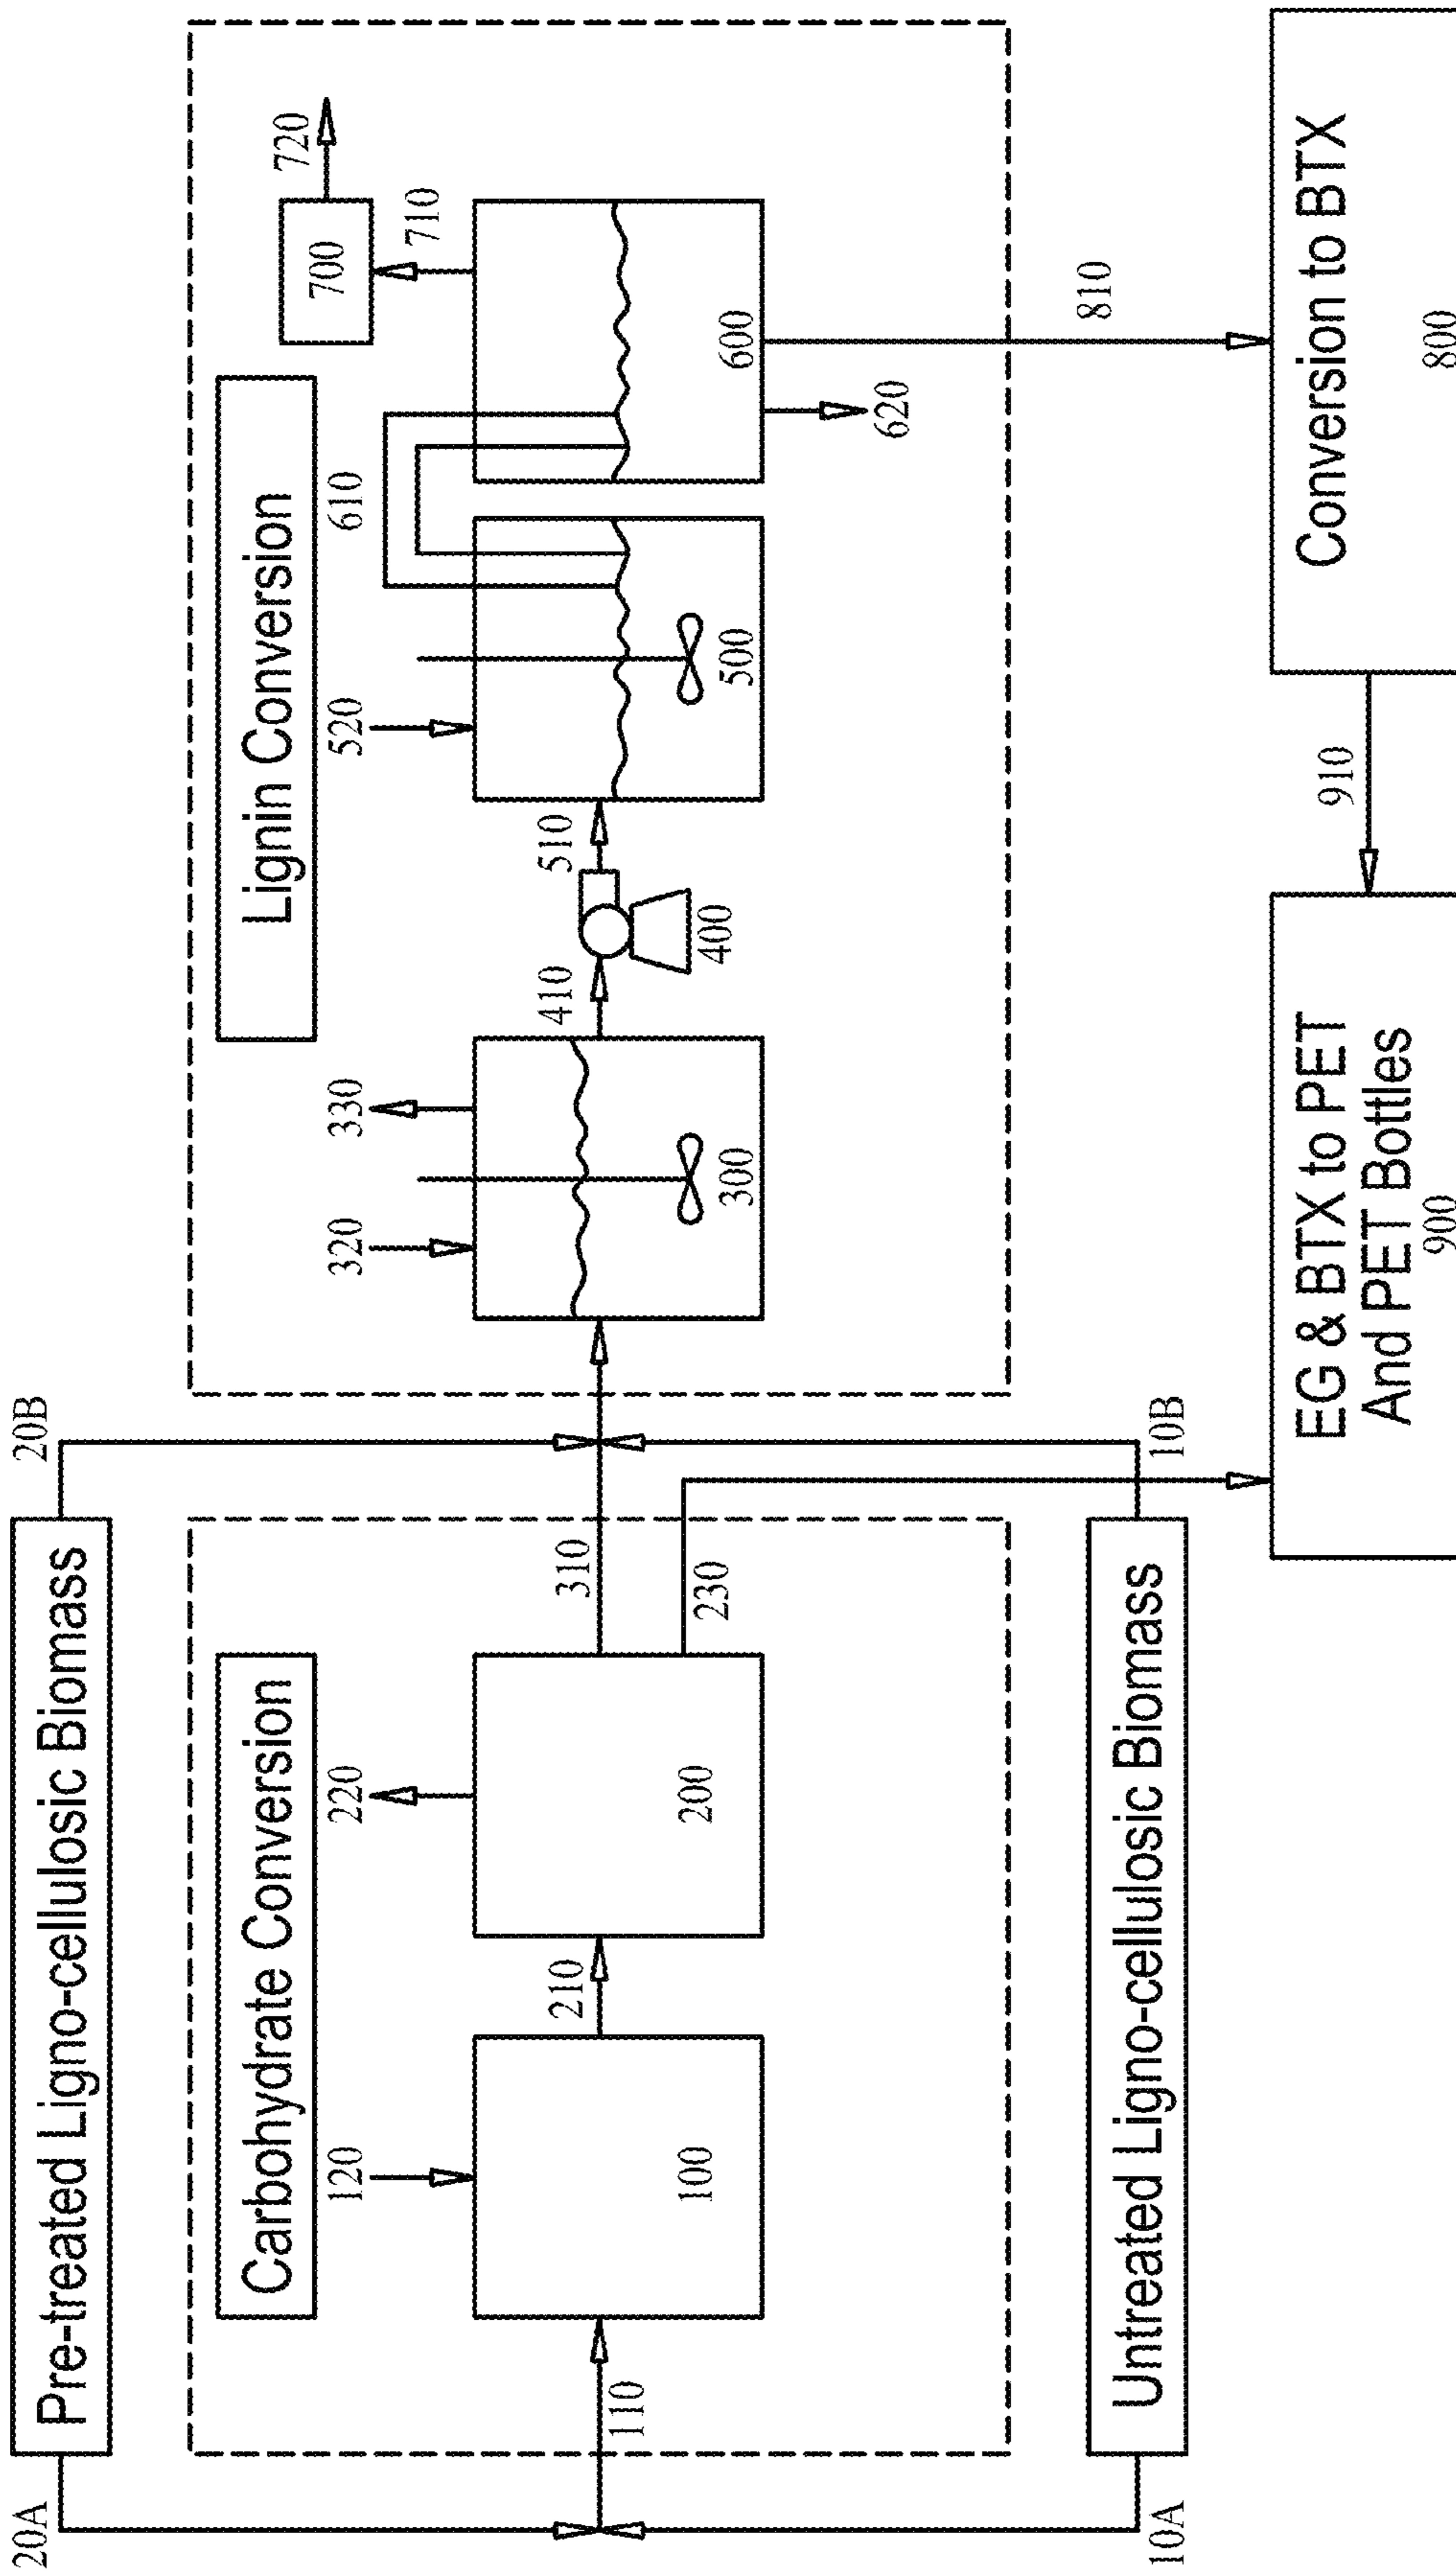 20A
Pre-treated Ligno-cellulosic Biomass
20B
Carbohydrate Conversion
Lignin Conversion
120
220
320
330
520
610
700
720
710
110
100
210
200
310
230
300
410
400
510
500
600
620
810
10A
Untreated Ligno-cellulosic Biomass
10B
EG & BTX to PET
And PET Bottles
900
910
Conversion to BTX
800